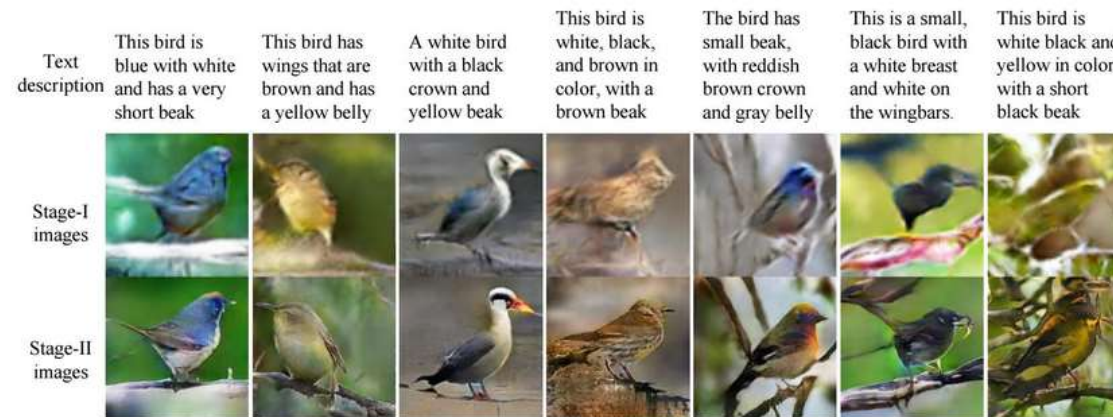 Text
description
This bird is
blue with white
and has a very
short beak
This bird has
wings that are
brown and has
a yellow belly
A white bird
with a black
crown and
yellow beak
This bird is
white, black,
and brown in
color, with a
brown beak
The bird has
small beak,
with reddish
brown crown
and gray belly
This is a small,
black bird with
a white breast
and white on
the wingbars.
This bird is
white black and
yellow in color
with a short
black beak
Stage-I
images
Stage-II
images